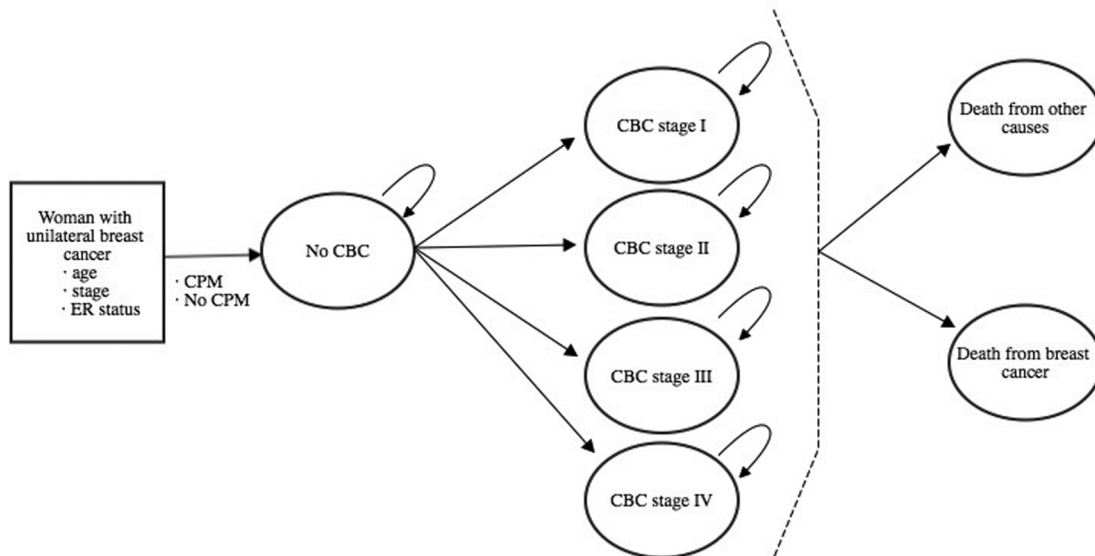 Woman with
unilateral breast
cancer
· age
· stage
· ER status
· CPM
· No CPM
No CBC
CBC stage I
CBC stage II
CBC stage III
CBC stage IV
Death from other
causes
Death from breast
cancer